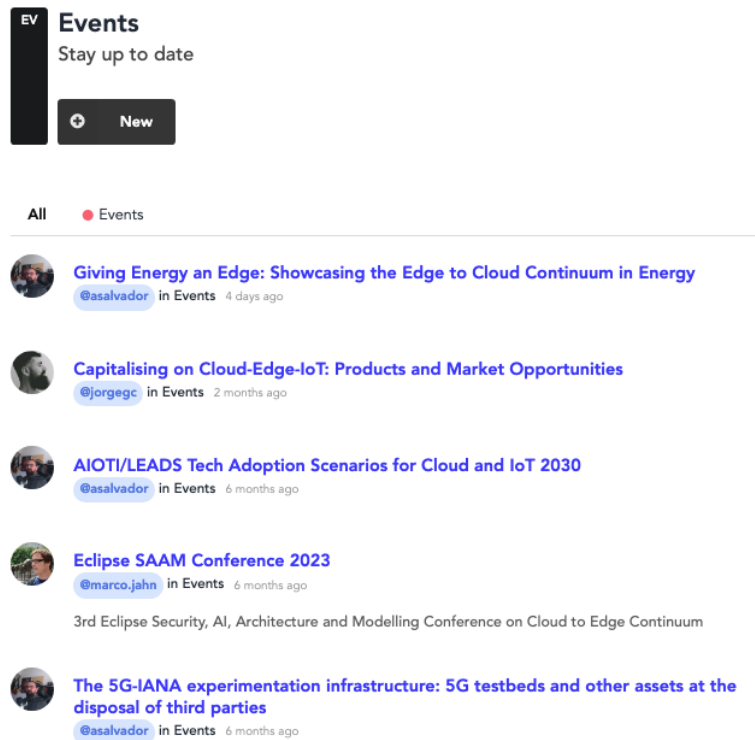 EV
Events
Stay up to date
New
All
Events
Giving Energy an Edge: Showcasing the Edge to Cloud Continuum in Energy
@asalvador in Events 4 days ago
Capitalising on Cloud-Edge-IoT: Products and Market Opportunities
@jorgegc in Events 2 months ago
AIOTI/LEADS Tech Adoption Scenarios for Cloud and IoT 2030
@asalvador in Events 6 months ago
Eclipse SAAM Conference 2023
@marco.jahn in Events 6 months ago
3rd Eclipse Security, AI, Architecture and Modelling Conference on Cloud to Edge Continuum
The 5G-IANA experimentation infrastructure: 5G testbeds and other assets at the
disposal of third parties
@asalvador in Events 6 months ago